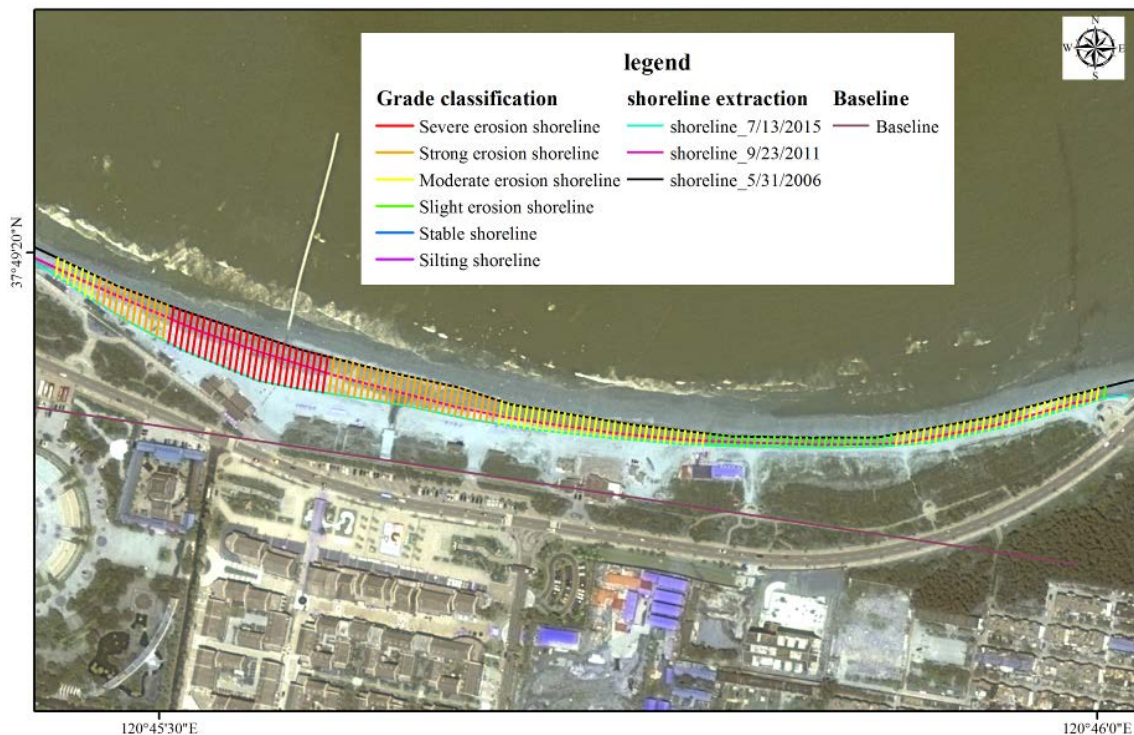 N
W E
S
legend
Grade classification shoreline extraction Baseline
Severe erosion shoreline shoreline_7/13/2015 Baseline
Strong erosion shoreline shoreline_9/23/2011
Moderate erosion shoreline shoreline_5/31/2006
Slight erosion shoreline
Stable shoreline
Silting shoreline
37°49'20"N
120°45'30"E 120°46'0"E